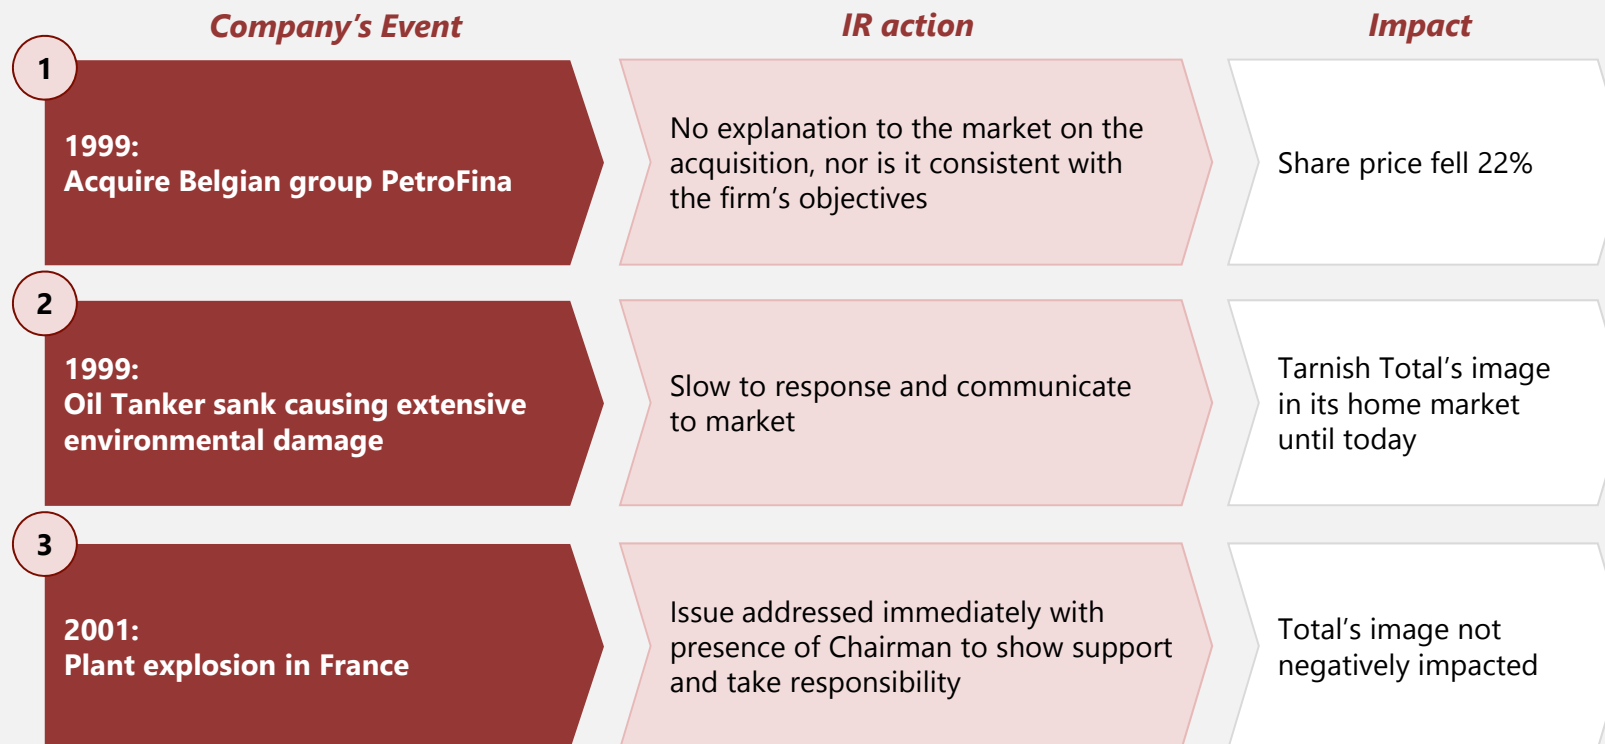 Company’s Event
IR action
Impact
1
1999:
Acquire Belgian group PetroFina
No explanation to the market on the
acquisition, nor is it consistent with
the firm’s objectives
Share price fell 22%
2
1999:
Oil Tanker sank causing extensive
environmental damage
Slow to response and communicate
to market
Tarnish Total’s image
in its home market
until today
3
2001:
Plant explosion in France
Issue addressed immediately with
presence of Chairman to show support
and take responsibility
Total’s image not
negatively impacted